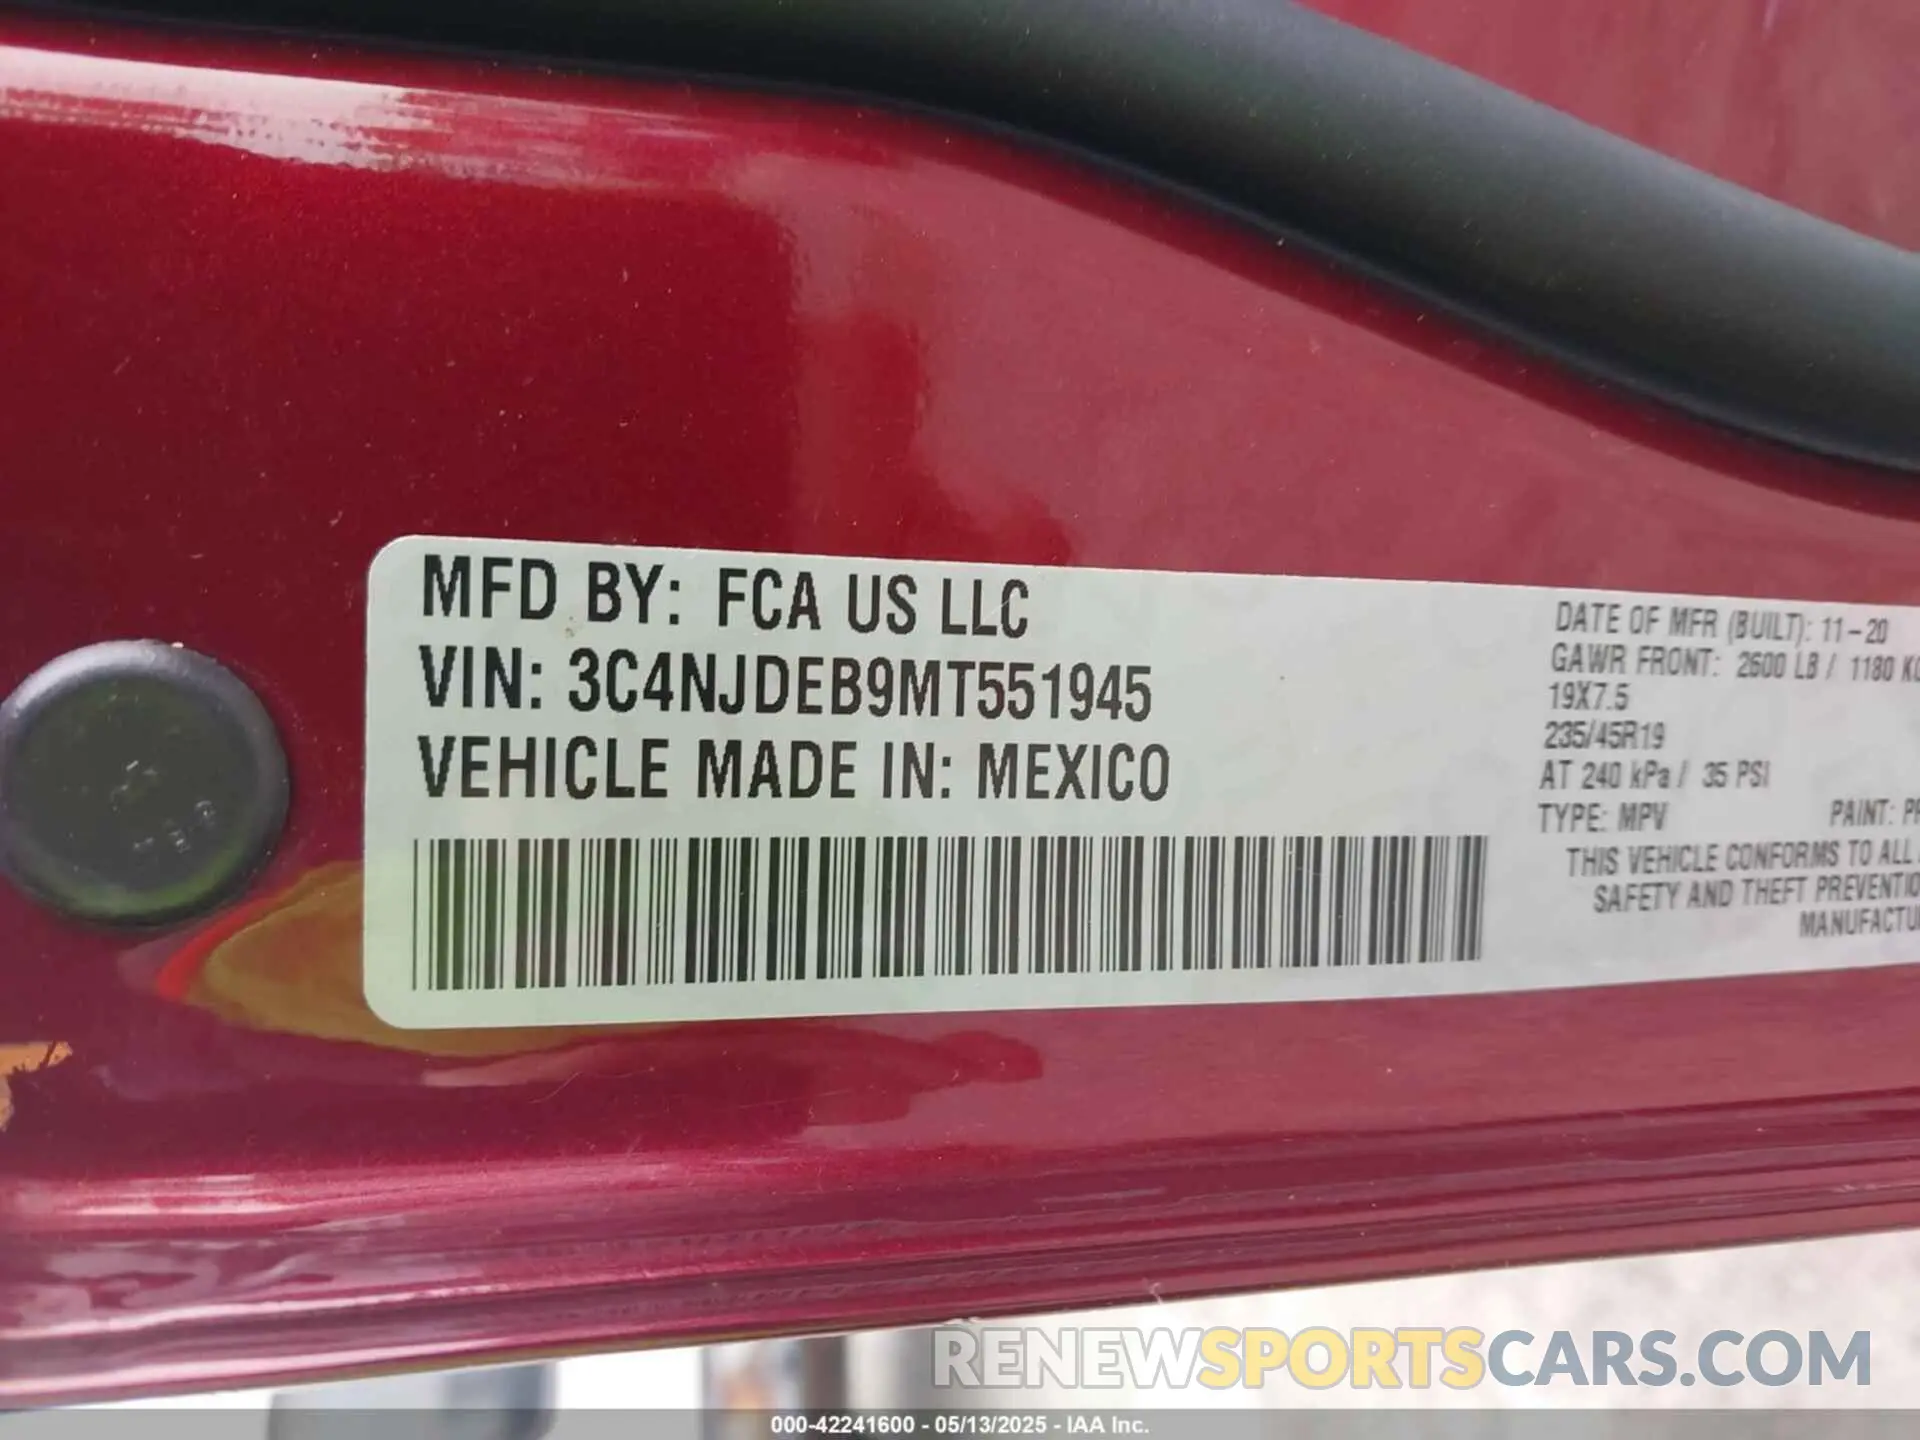 MFD BY: FCA US LLC
VIN: 3C4NJDEB9MT551945
VEHICLE MADE IN: MEXICO
DATE OF MFR (BUILT): 11-20
GAWR FRONT: 2600 LB / 1180 KG
19X7.5
235/45R19
AT 240 kPa / 35 PSI
TYPE: MPV PAINT:
THIS VEHICLE CONFORMS TO ALL
SAFETY AND THEFT
RENEWSPORTSCARS.COM
000-42241600 - 05/13/2025 - IAA Inc.